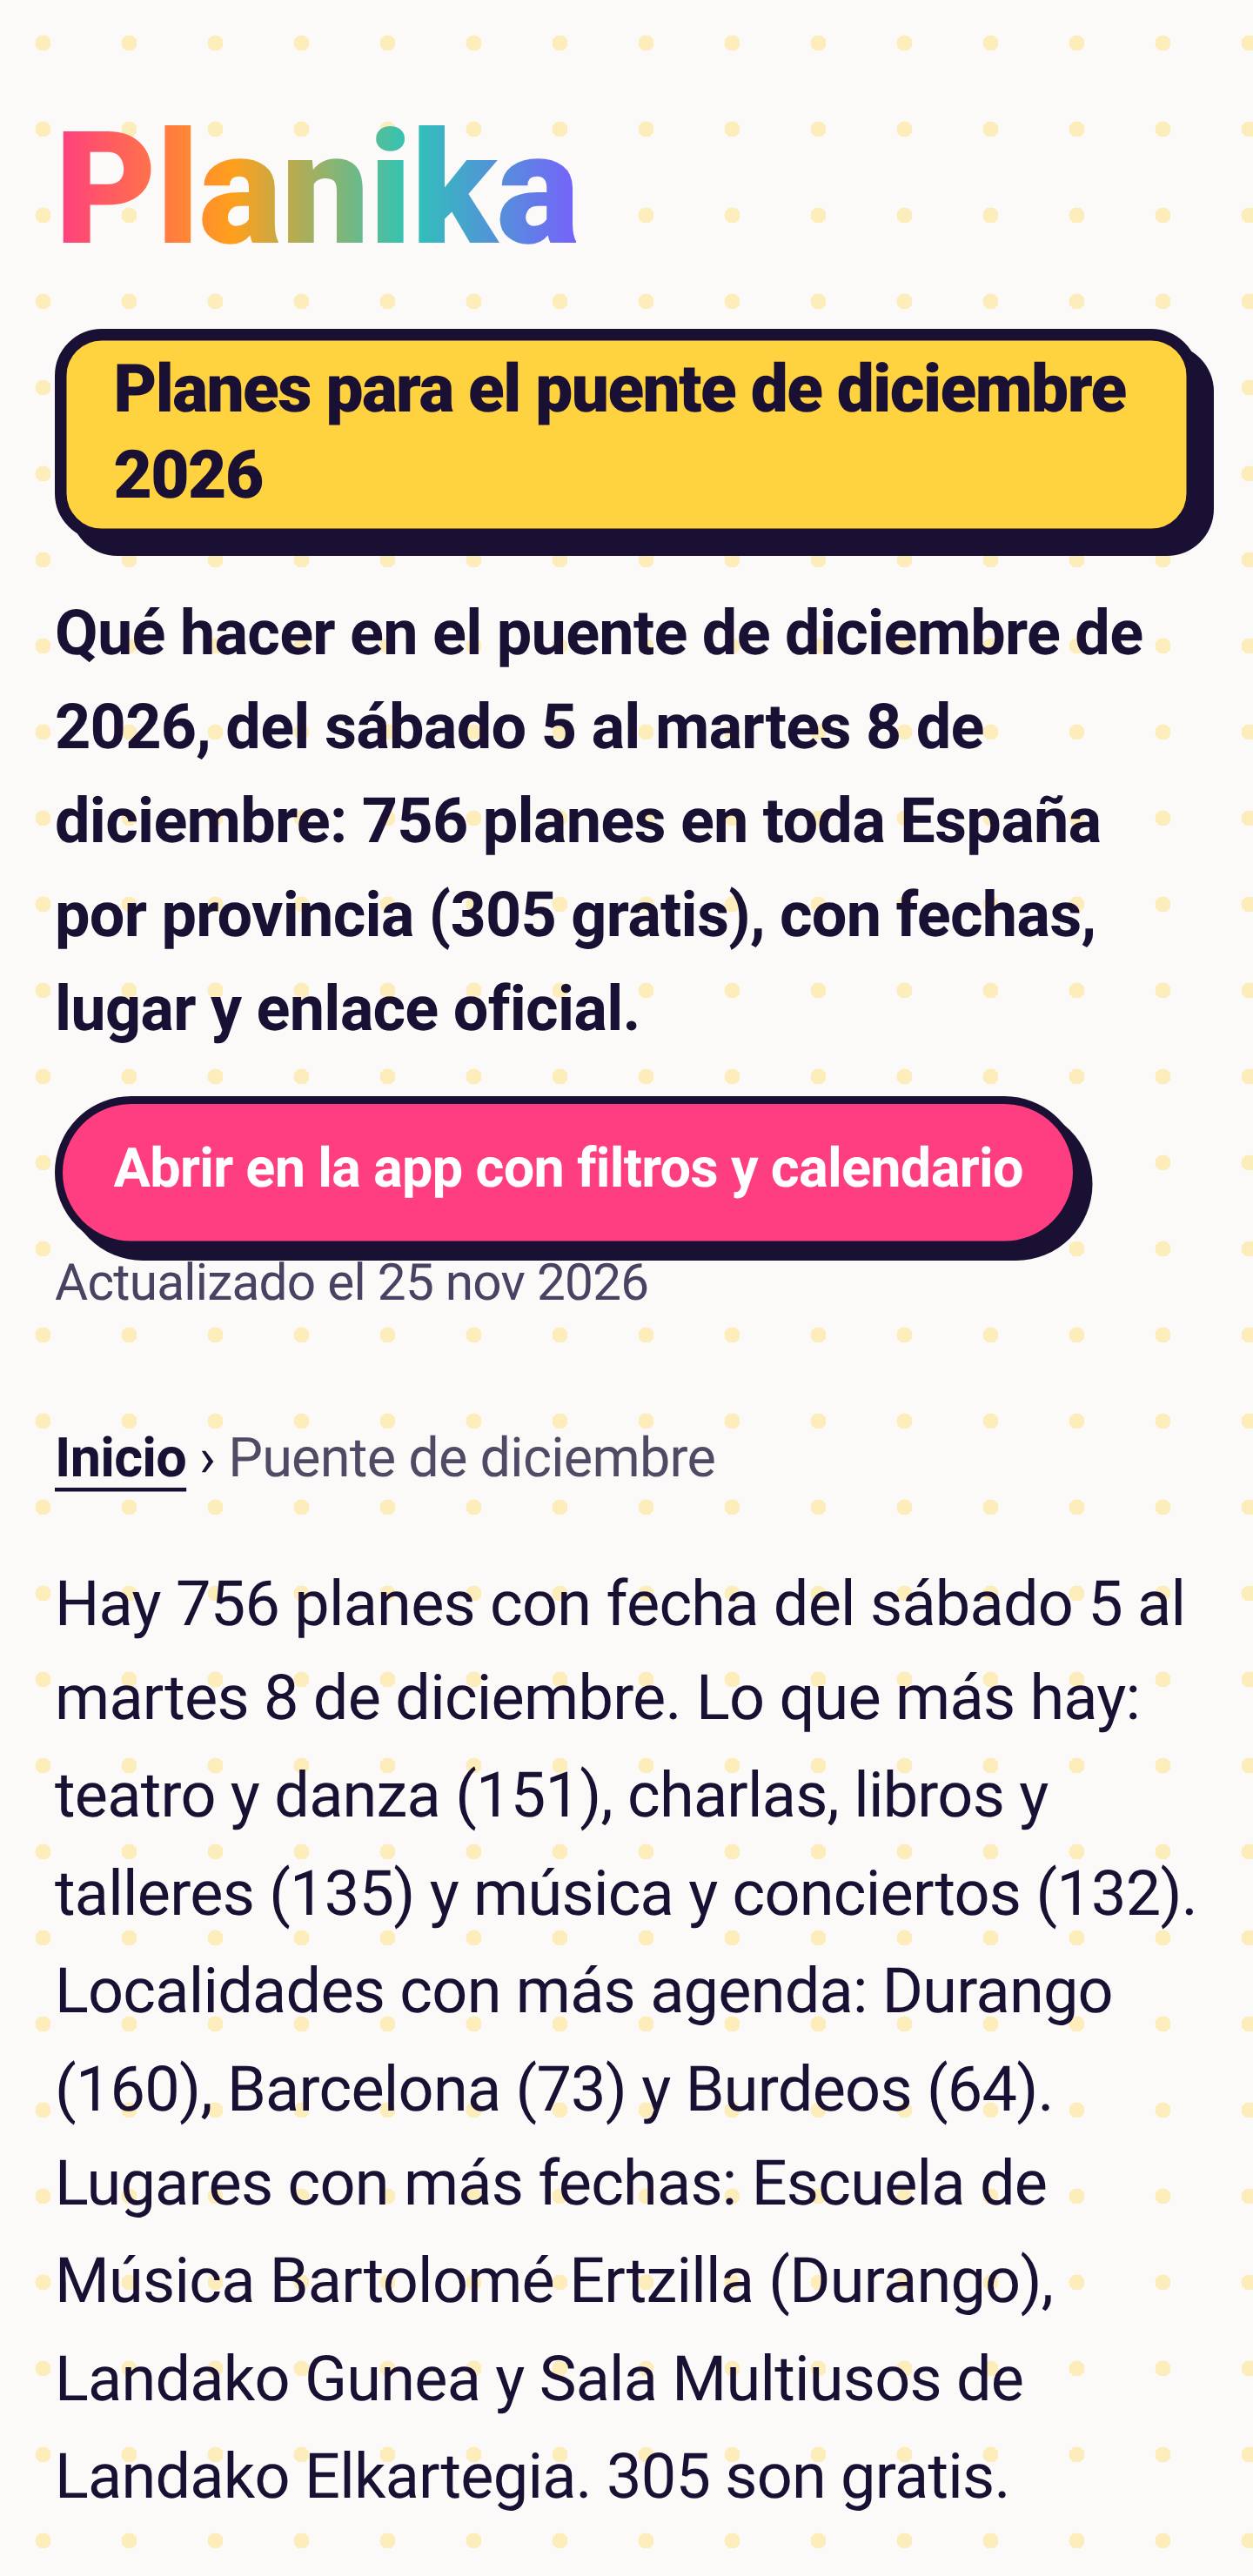 Planika
Planes para el puente de diciembre
2026
Qué hacer en el puente de diciembre de
2026, del sábado 5 al martes 8 de
diciembre: 756 planes en toda España
por provincia (305 gratis), con fechas,
lugar y enlace oficial.
Abrir en la app con filtros y calendario
Actualizado el 25 nov 2026
Inicio › Puente de diciembre
Hay 756 planes con fecha del sábado 5 al
martes 8 de diciembre. Lo que más hay:
teatro y danza (151), charlas, libros y
talleres (135) y música y conciertos (132).
Localidades con más agenda: Durango
(160), Barcelona (73) y Burdeos (64).
Lugares con más fechas: Escuela de
Música Bartolomé Ertzilla (Durango),
Landako Gunea y Sala Multiusos de
Landako Elkartegia. 305 son gratis.